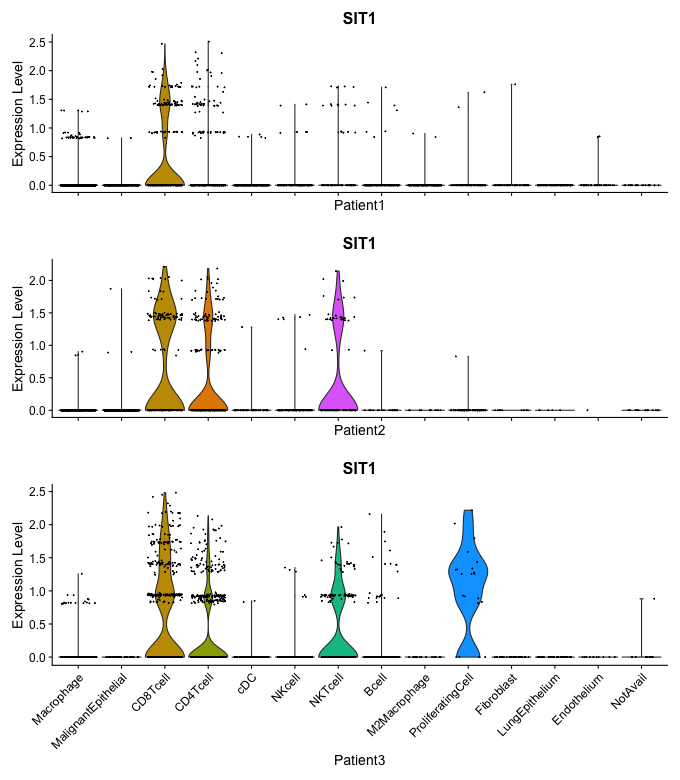 SIT1
Expression Level
2.5
2.0
1.5
1.0
0.5
0.0
Patient1
SIT1
Expression Level
2.0
1.5
1.0
0.5
0.0
Patient2
SIT1
Expression Level
2.5
2.0
1.5
1.0
0.5
0.0
Macrophage
MalignantEpithelial
CD8Tcell
CD4Tcell
cDC
NKcell
NKTcell
Bcell
M2Macrophage
ProliferatingCell
Fibroblast
LungEpithelium
Endothelium
NotAvail
Patient3